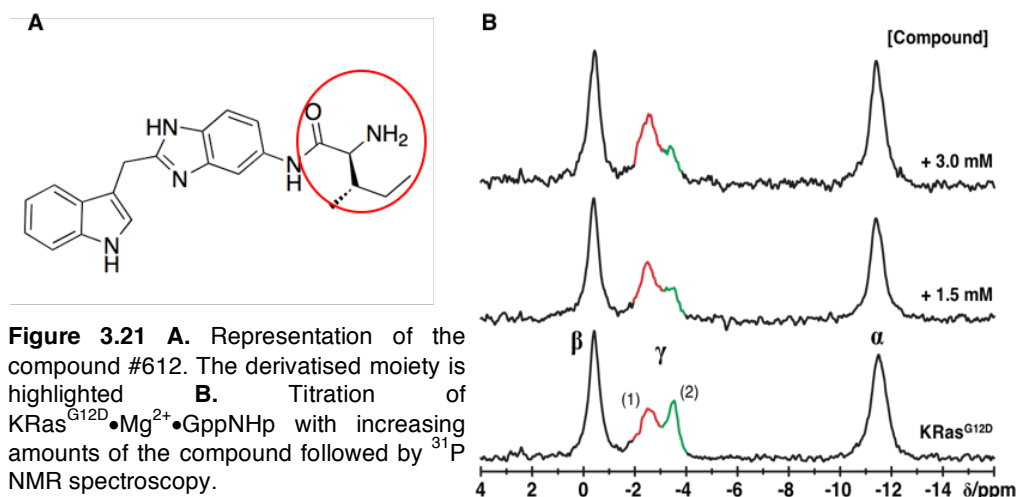 A
HN
N
O
N
H
NH2
N
H
Figure 3.21 A. Representation of the
compound #612. The derivatised moiety is
highlighted B. Titration of
KRasG12D•Mg2+•GppNHp with increasing
amounts of the compound followed by 31P
NMR spectroscopy.
B
[Compound]
+ 3.0 mM
+ 1.5 mM
β
γ
α
(1)
(2)
KRasG12D
4 2 0 -2 -4 -6 -8 -10 -12 -14 δ/ppm